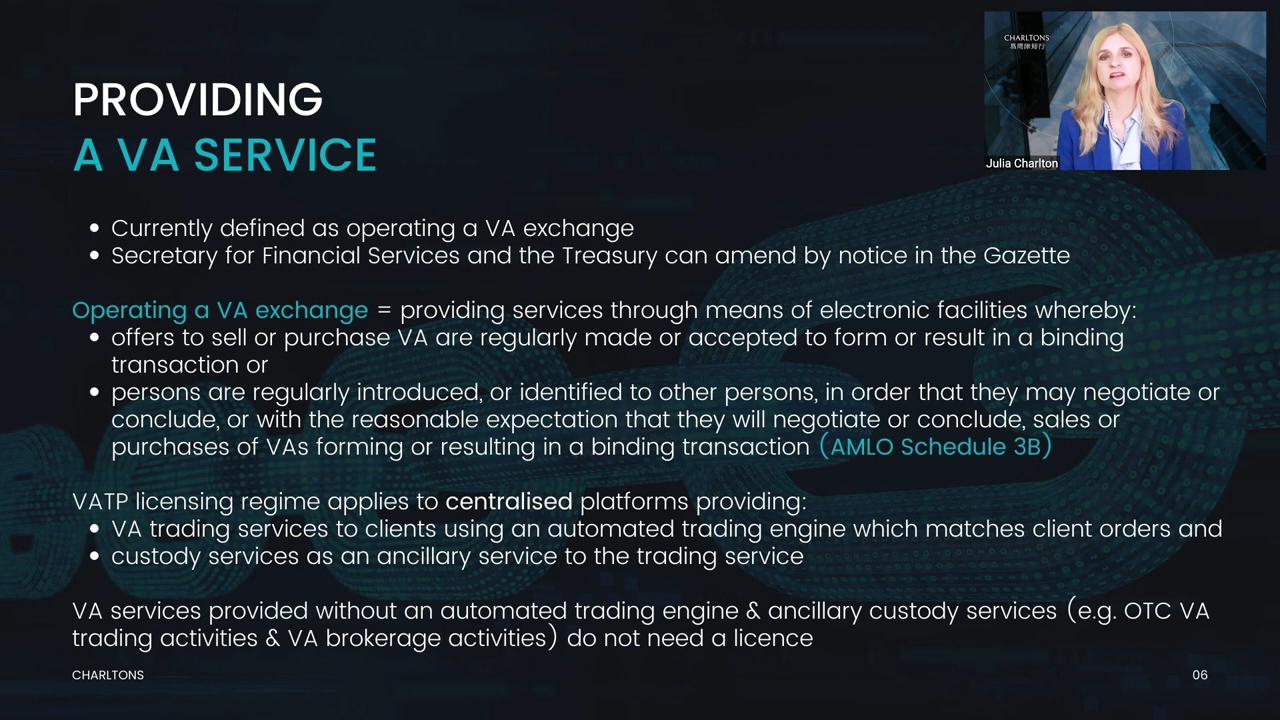 CHARLTONS
易周律師行
Julia Charlton
PROVIDING
A VA SERVICE
• Currently defined as operating a VA exchange
• Secretary for Financial Services and the Treasury can amend by notice in the Gazette
Operating a VA exchange = providing services through means of electronic facilities whereby:
• offers to sell or purchase VA are regularly made or accepted to form or result in a binding
transaction or
• persons are regularly introduced, or identified to other persons, in order that they may negotiate or
conclude, or with the reasonable expectation that they will negotiate or conclude, sales or
purchases of VAs forming or resulting in a binding transaction (AMLO Schedule 3B)
VATP licensing regime applies to centralised platforms providing:
• VA trading services to clients using an automated trading engine which matches client orders and
• custody services as an ancillary service to the trading service
VA services provided without an automated trading engine & ancillary custody services (e.g. OTC VA
trading activities & VA brokerage activities) do not need a licence
CHARLTONS
06